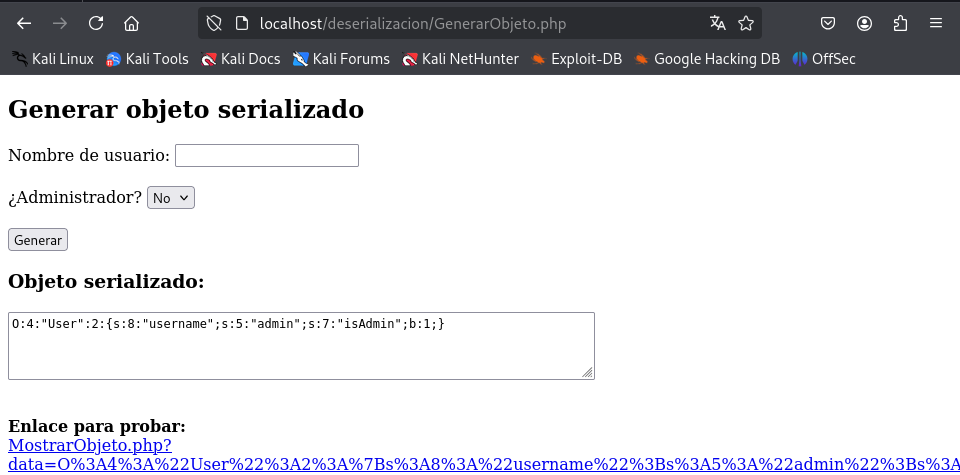 localhost/deserializacion/GenerarObjeto.php
Kali Linux Kali Tools Kali Docs Kali Forums Kali NetHunter Exploit-DB Google Hacking DB OffSec
Generar objeto serializado
Nombre de usuario:
¿Administrador? No
Generar
Objeto serializado:
O:4:"User":2:{s:8:"username";s:5:"admin";s:7:"isAdmin";b:1;}
Enlace para probar:
MostrarObjeto.php?
data=O%3A4%3A%22User%22%3A2%3A%7Bs%3A8%3A%22username%22%3Bs%3A5%3A%22admin%22%3Bs%3A